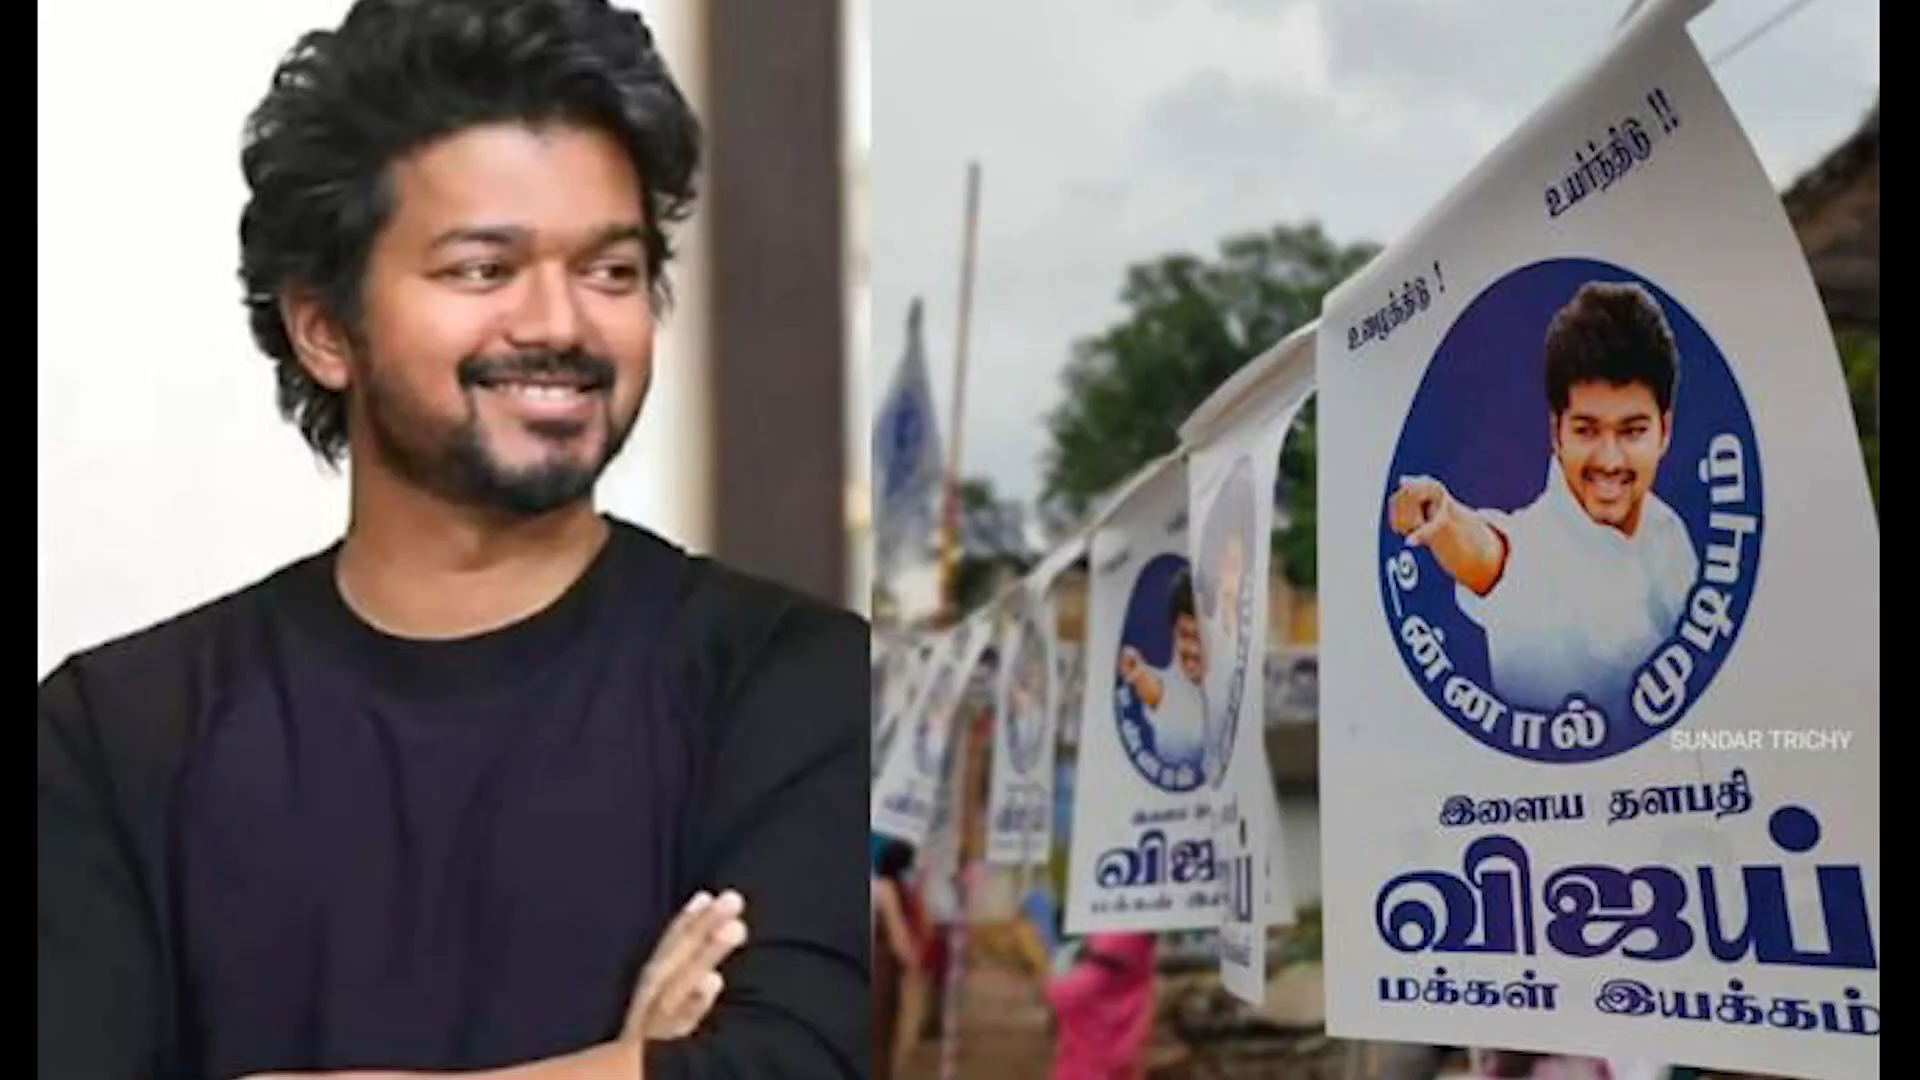 உழைத்திடு !
உயர்ந்திடு !!
உன்னால் முடியும்
SUNDAR TRICHY
இளைய தளபதி
விஜய்
மக்கள் இயக்கம்
விஜ